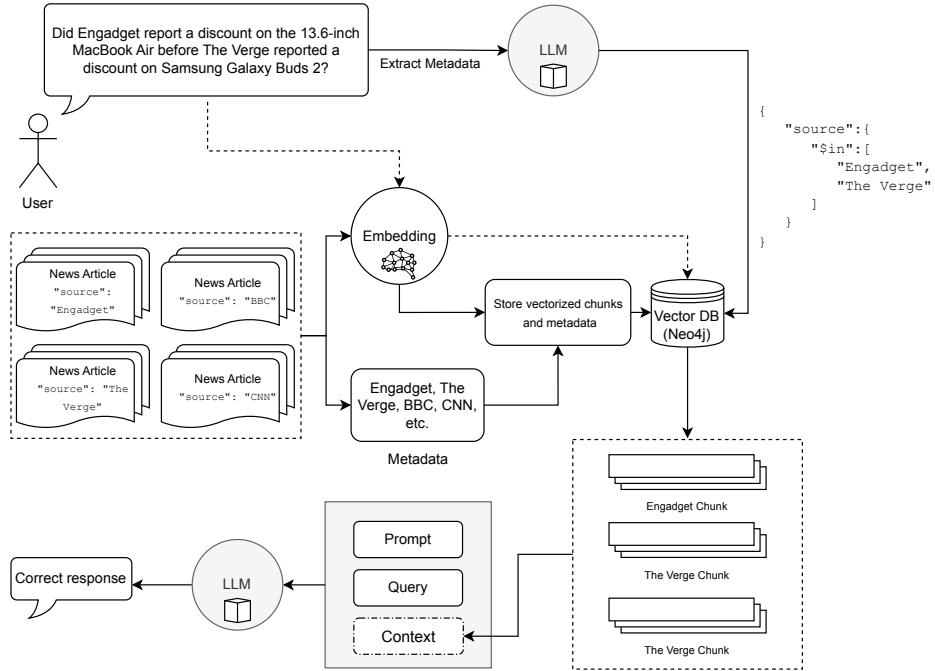 Did Engadget report a discount on the 13.6-inch
MacBook Air before The Verge reported a
discount on Samsung Galaxy Buds 2?
Extract Metadata
LLM
User
{
"source":{
"$in":[
"Engadget",
"The Verge"
]
}
}
Embedding
News Article
"source":
"Engadget"
News Article
"source": "BBC"
News Article
"source": "The
Verge"
News Article
"source": "CNN"
Store vectorized chunks
and metadata
Vector DB
(Neo4j)
Engadget, The
Verge, BBC, CNN,
etc.
Metadata
Engadget Chunk
The Verge Chunk
The Verge Chunk
Prompt
Query
Context
LLM
Correct response